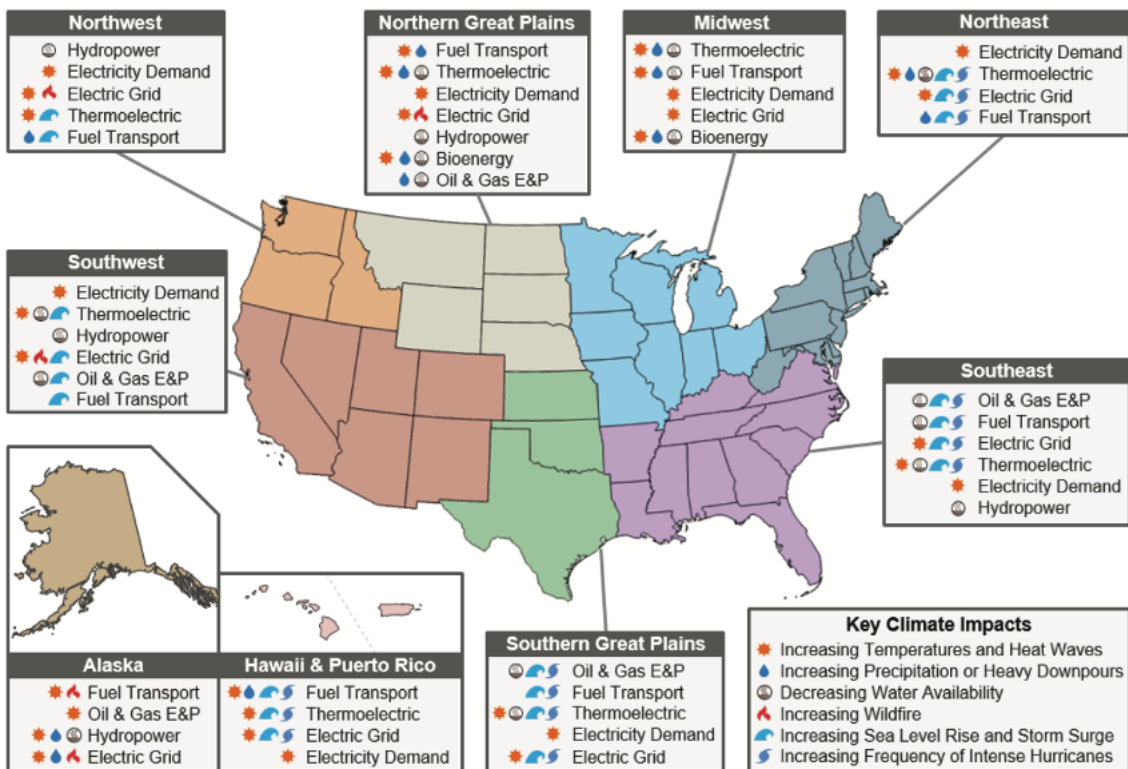 Northwest
Hydropower
Electricity Demand
Electric Grid
Thermoelectric
Fuel Transport
Northern Great Plains
Fuel Transport
Thermoelectric
Electricity Demand
Electric Grid
Hydropower
Bioenergy
Oil & Gas E&P
Midwest
Thermoelectric
Fuel Transport
Electricity Demand
Electric Grid
Bioenergy
Northeast
Electricity Demand
Thermoelectric
Electric Grid
Fuel Transport
Southwest
Electricity Demand
Thermoelectric
Hydropower
Electric Grid
Oil & Gas E&P
Fuel Transport
Southeast
Oil & Gas E&P
Fuel Transport
Electric Grid
Thermoelectric
Electricity Demand
Hydropower
Alaska
Fuel Transport
Oil & Gas E&P
Hydropower
Electric Grid
Hawaii & Puerto Rico
Fuel Transport
Thermoelectric
Electric Grid
Electricity Demand
Southern Great Plains
Oil & Gas E&P
Fuel Transport
Thermoelectric
Electricity Demand
Electric Grid
Key Climate Impacts
Increasing Temperatures and Heat Waves
Increasing Precipitation or Heavy Downpours
Decreasing Water Availability
Increasing Wildfire
Increasing Sea Level Rise and Storm Surge
Increasing Frequency of Intense Hurricanes